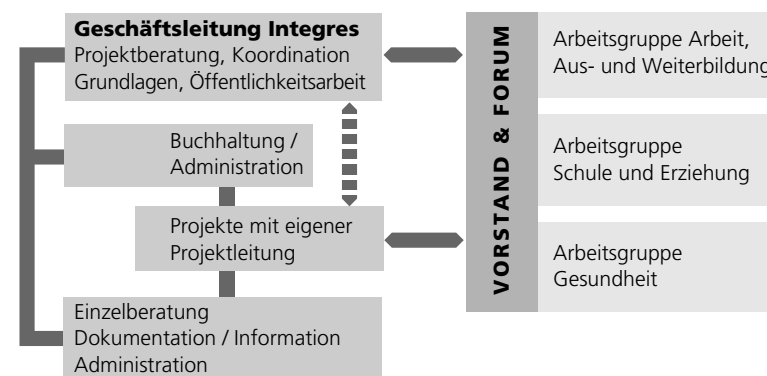 Geschäftsleitung Integres
Projektberatung, Koordination
Grundlagen, Öffentlichkeitsarbeit
Buchhaltung /
Administration
Projekte mit eigener
Projektleitung
Einzelberatung
Dokumentation / Information
Administration
VORSTAND & FORUM
Arbeitsgruppe Arbeit,
Aus- und Weiterbildung
Arbeitsgruppe
Schule und Erziehung
Arbeitsgruppe
Gesundheit